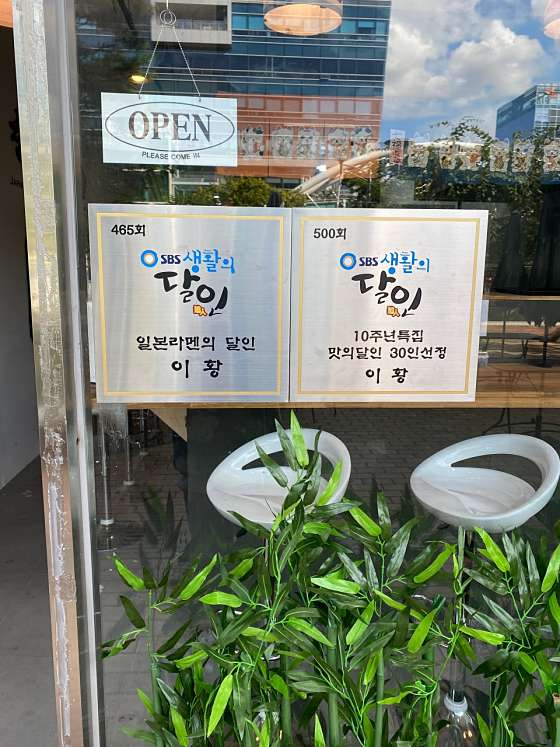 OPEN
PLEASE COME IN
465회
SBS 생활의
달인
일본라멘의 달인
이 황
500회
SBS 생활의
달인
10주년특집
맛의달인 30인선정
이 황